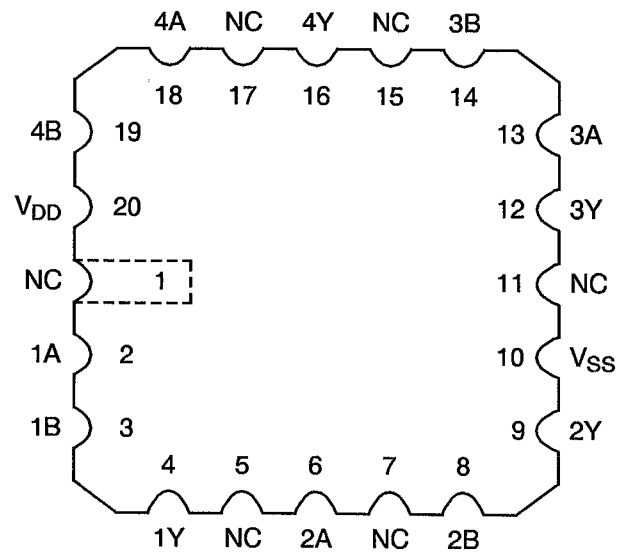 4A NC 4Y NC 3B
18 17 16 15 14
4B 19 13 3A
VDD 20 12 3Y
NC 1 11 NC
1A 2 10 VSS
1B 3 9 2Y
4 5 6 7 8
1Y NC 2A NC 2B